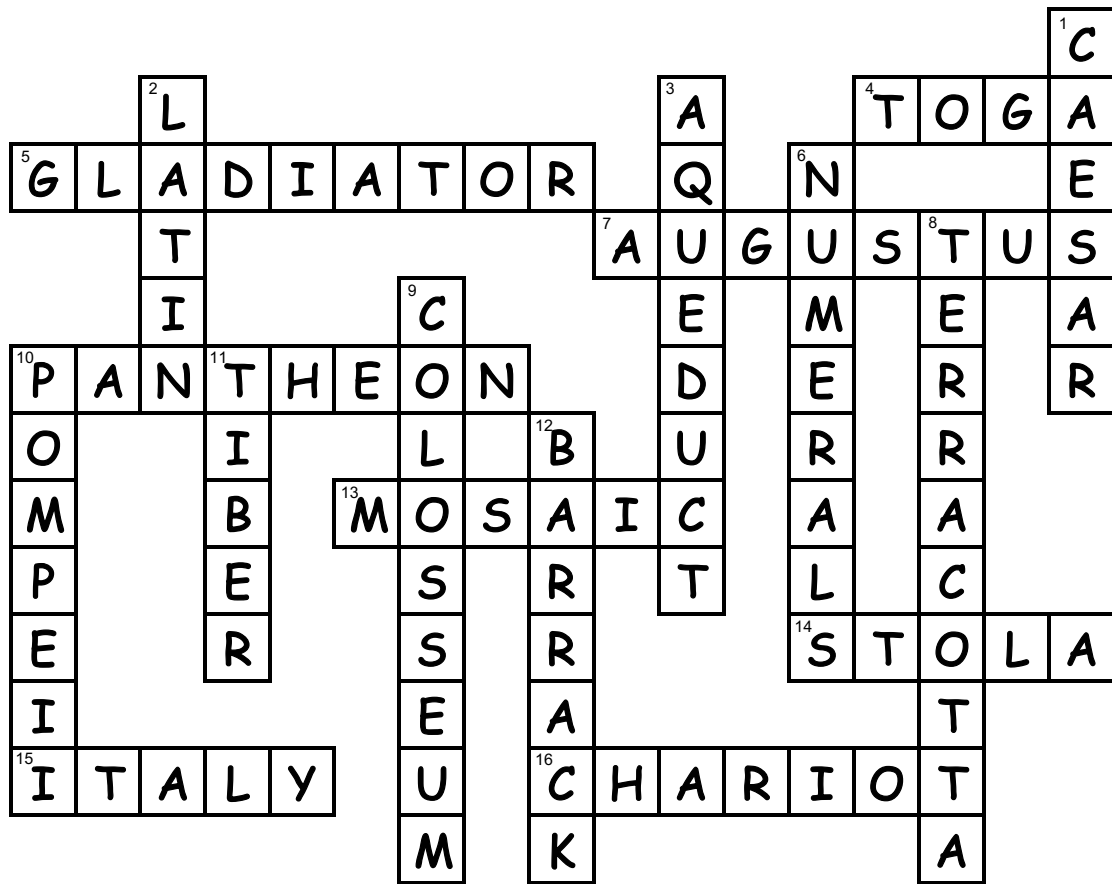 1 C
2 L 3 A 4 T O G A
5 G L A D I A T O R Q 6 N E
T 7 A U G U S 8 T U S
I 9 C E M E A
10 P A N 11 T H E O N D E R R
O I L 12 B U R R
M B 13 M O S A I C A A
P E S R T L C
E R S R 14 S T O L A
I E A T
15 I T A L Y U 16 C H A R I O T
M K A